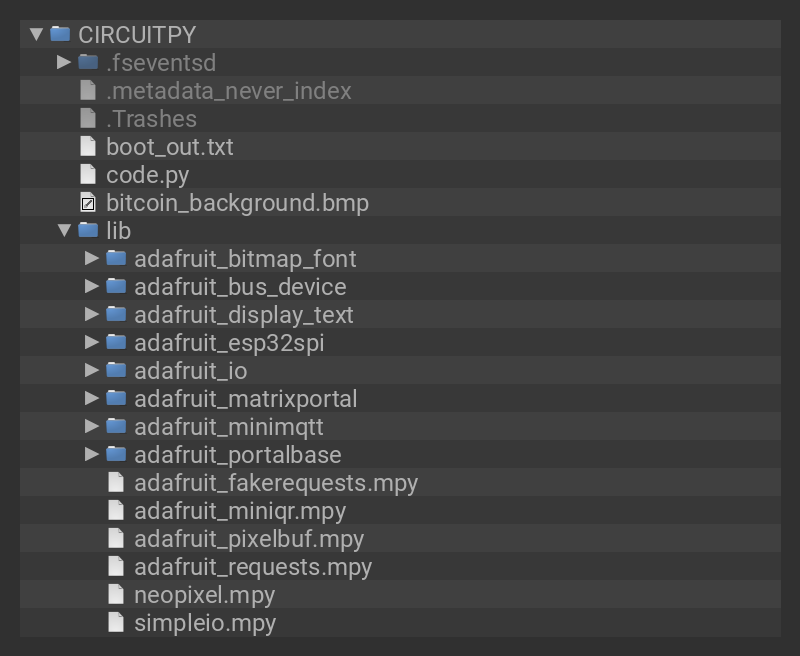 CIRCUITPY
.fseventsd
.metadata_never_index
.Trashes
boot_out.txt
code.py
bitcoin_background.bmp
lib
adafruit_bitmap_font
adafruit_bus_device
adafruit_display_text
adafruit_esp32spi
adafruit_io
adafruit_matrixportal
adafruit_minimqtt
adafruit_portalbase
adafruit_fakerequests.mpy
adafruit_miniqr.mpy
adafruit_pixelbuf.mpy
adafruit_requests.mpy
neopixel.mpy
simpleio.mpy